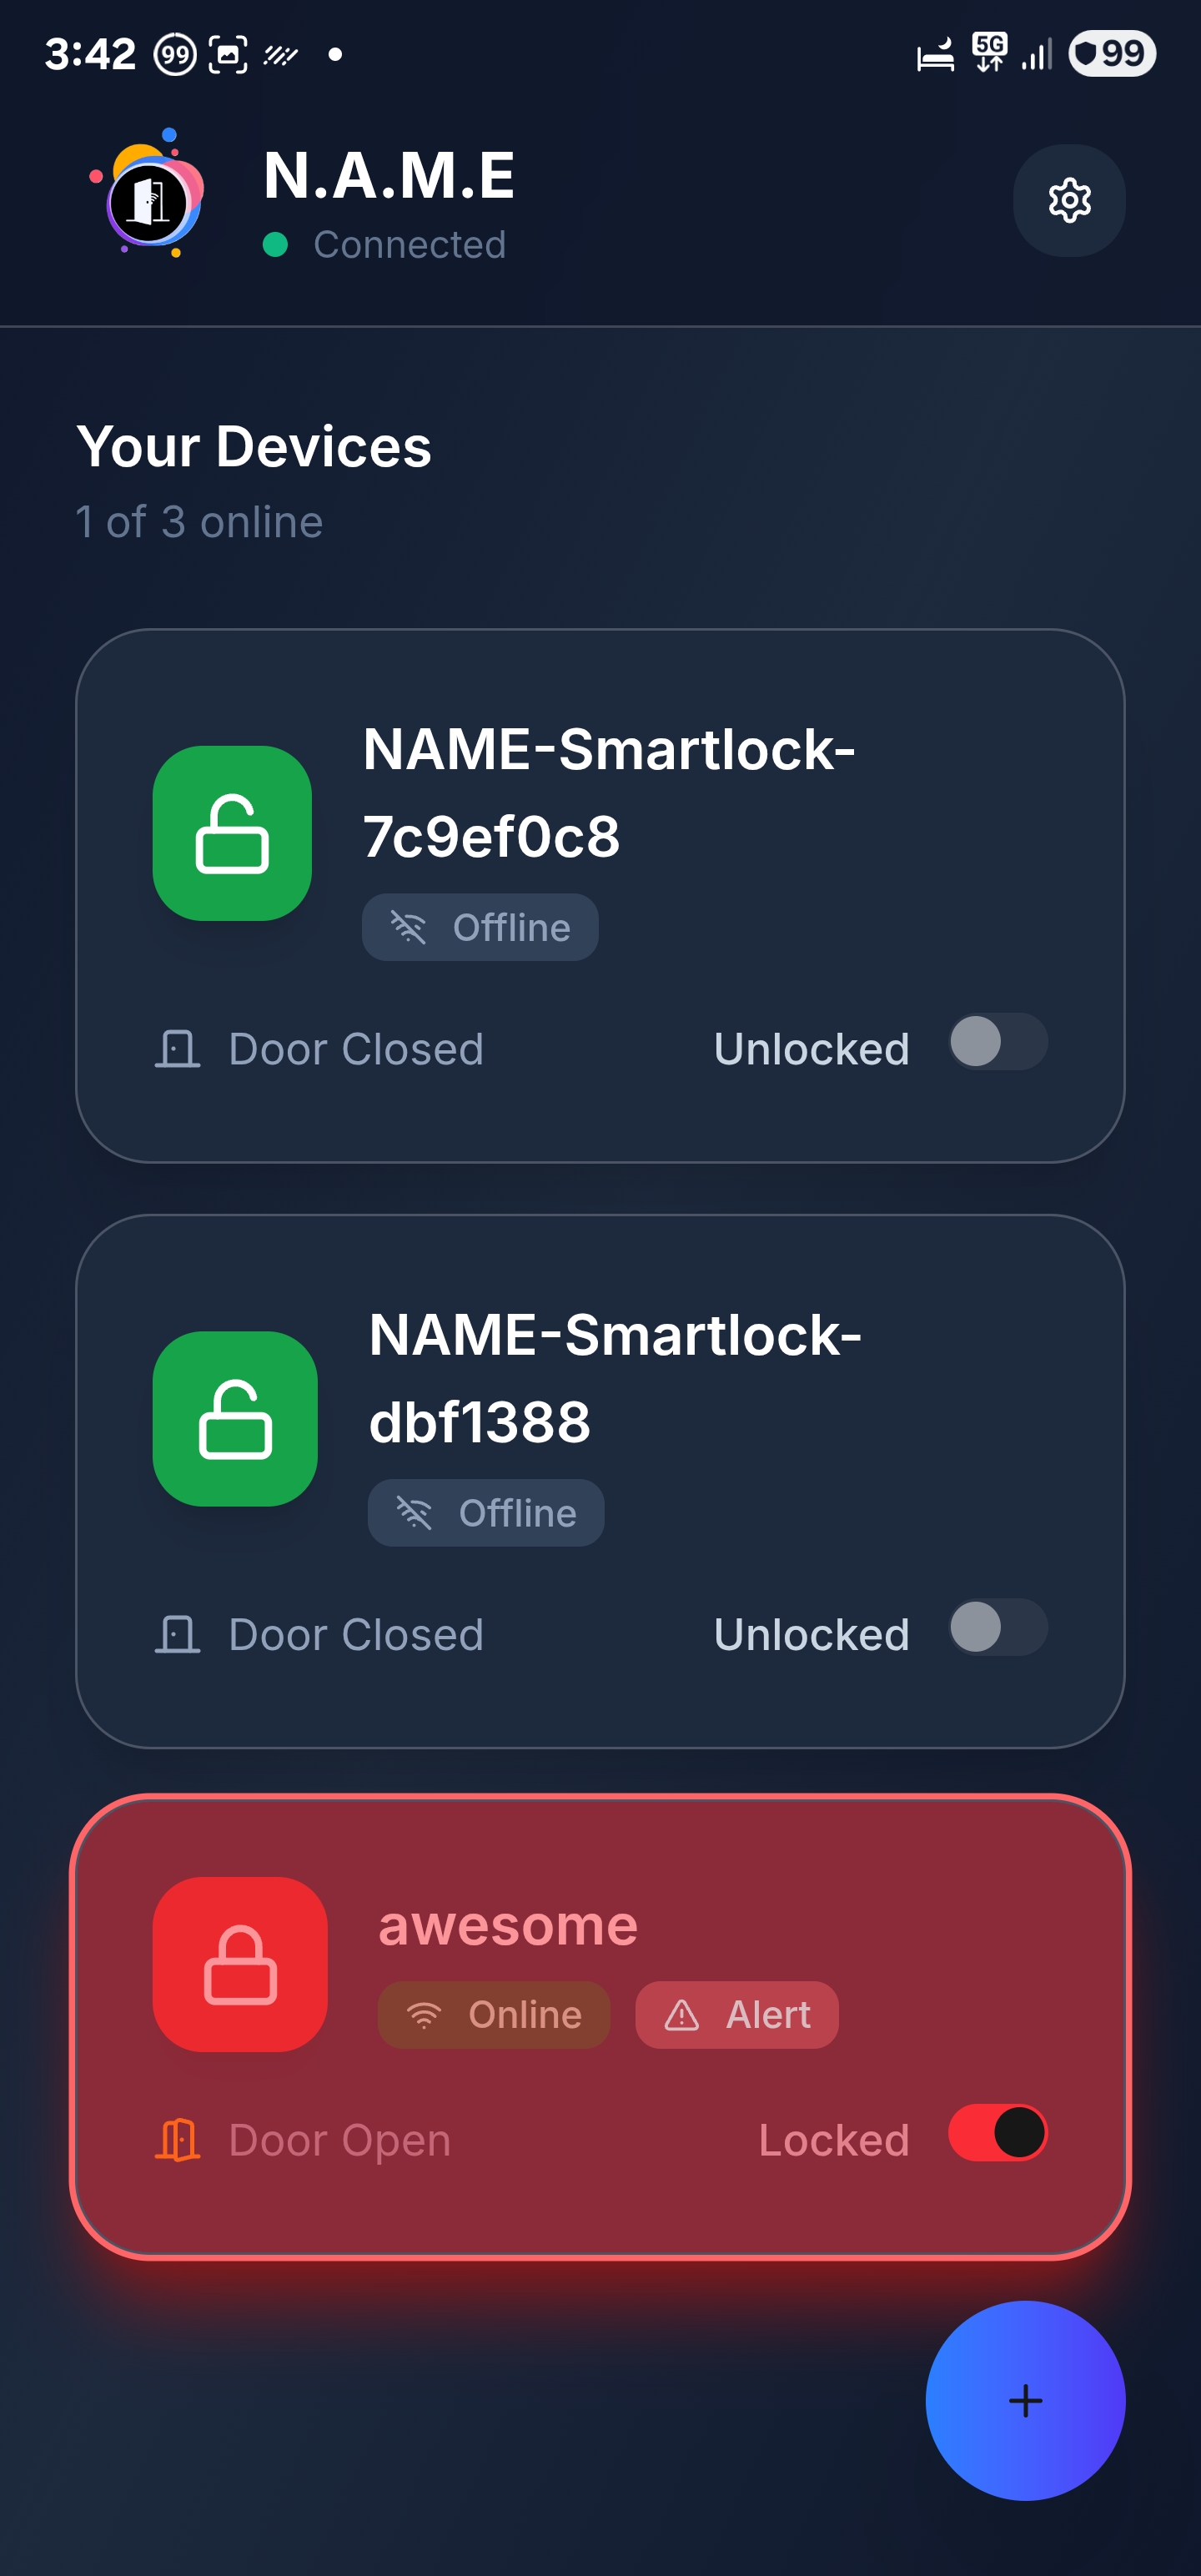 3:42 99 5G 99
N.A.M.E
Connected
Your Devices
1 of 3 online
NAME-Smartlock-
7c9ef0c8
Offline
Door Closed Unlocked
NAME-Smartlock-
dbf1388
Offline
Door Closed Unlocked
awesome
Online Alert
Door Open Locked